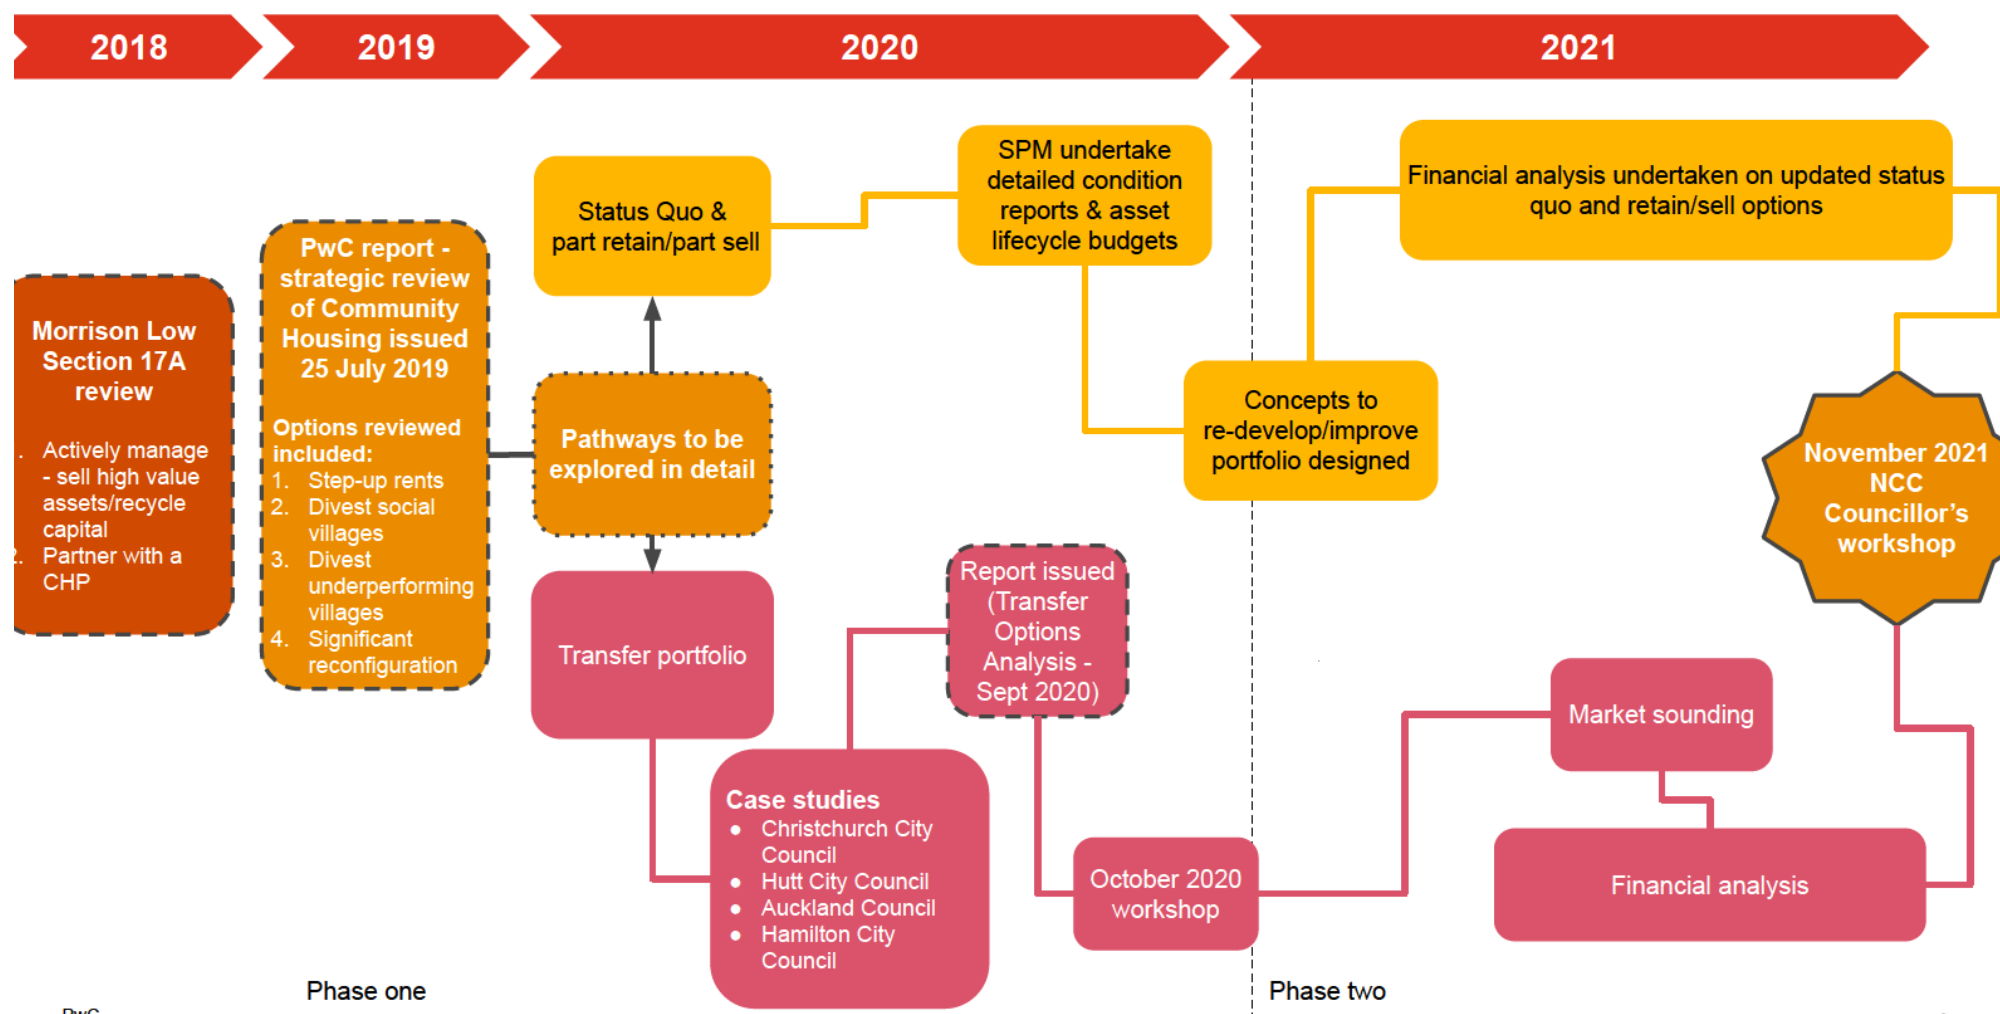 2018
2019
2020
2021
Morrison Low
Section 17A
review
. Actively manage
- sell high value
assets/recycle
capital
2. Partner with a
CHP
PwC report -
strategic review
of Community
Housing issued
25 July 2019
Options reviewed
included:
1. Step-up rents
2. Divest social
villages
3. Divest
underperforming
villages
4. Significant
reconfiguration
Status Quo &
part retain/part sell
Pathways to be
explored in detail
Transfer portfolio
SPM undertake
detailed condition
reports & asset
lifecycle budgets
Concepts to
re-develop/improve
portfolio designed
Financial analysis undertaken on updated status
quo and retain/sell options
November 2021
NCC
Councillor's
workshop
Report issued
(Transfer
Options
Analysis -
Sept 2020)
Case studies
● Christchurch City
Council
● Hutt City Council
● Auckland Council
● Hamilton City
Council
October 2020
workshop
Market sounding
Financial analysis
Phase one
Phase two
PwC